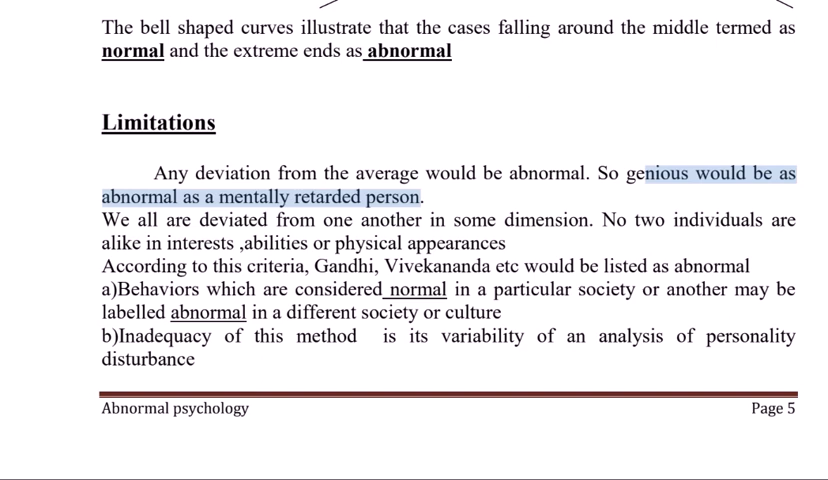 The bell shaped curves illustrate that the cases falling around the middle termed as
normal and the extreme ends as abnormal
Limitations
Any deviation from the average would be abnormal. So genious would be as
abnormal as a mentally retarded person.
We all are deviated from one another in some dimension. No two individuals are
alike in interests ,abilities or physical appearances
According to this criteria, Gandhi, Vivekananda etc would be listed as abnormal
a)Behaviors which are considered normal in a particular society or another may be
labelled abnormal in a different society or culture
b)Inadequacy of this method is its variability of an analysis of personality
disturbance
Abnormal psychology Page 5